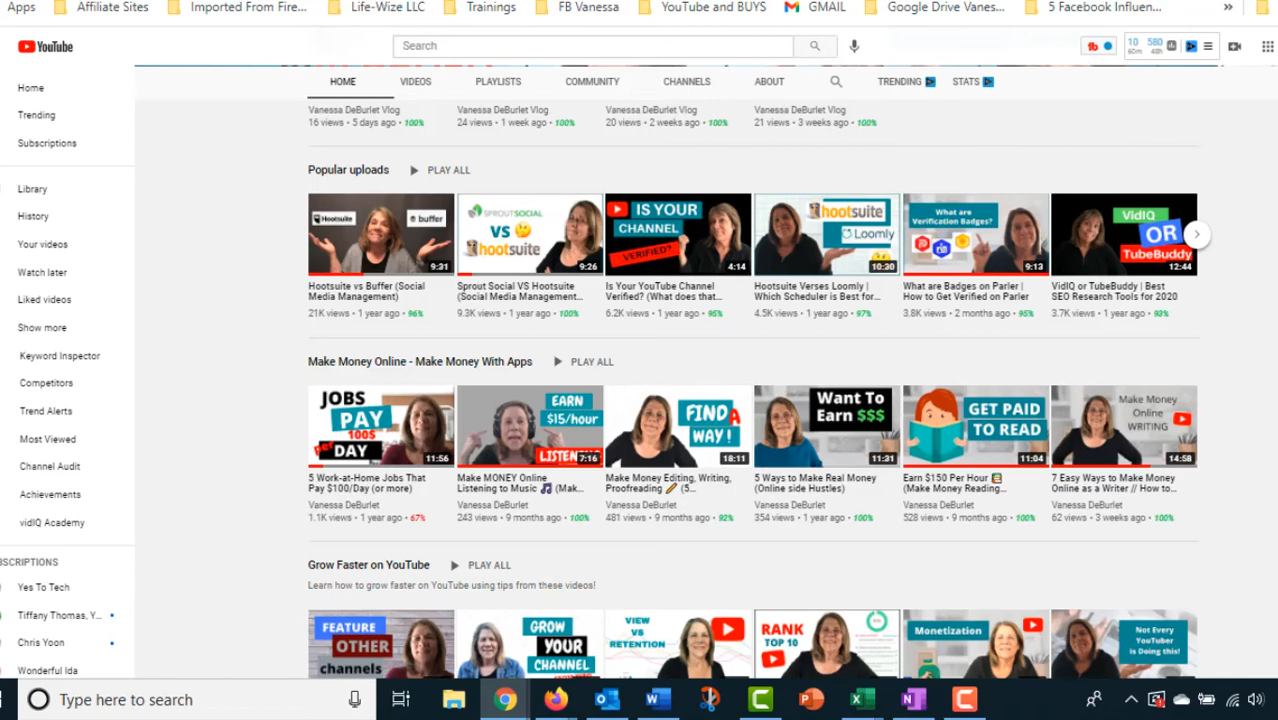 Apps Affiliate Sites Imported From Fire... Life-Wize LLC Trainings FB Vanessa YouTube and BUYS GMAIL Google Drive Vanes... 5 Facebook Influen... »
YouTube
Search
tb
10 580
60m 48h
Home
Trending
Subscriptions
Library
History
Your videos
Watch later
Liked videos
Show more
Keyword Inspector
Competitors
Trend Alerts
Most Viewed
Channel Audit
Achievements
vidIQ Academy
BSCRIPTIONS
Yes To Tech
Tiffany Thomas, Y...
Chris Yoon
Wonderful Ida
HOME VIDEOS PLAYLISTS COMMUNITY CHANNELS ABOUT TRENDING STATS
Vanessa DeBurlet Vlog
16 views • 5 days ago • 100%
Vanessa DeBurlet Vlog
24 views • 1 week ago • 100%
Vanessa DeBurlet Vlog
20 views • 2 weeks ago • 100%
Vanessa DeBurlet Vlog
21 views • 3 weeks ago • 100%
Popular uploads PLAY ALL
Hootsuite buffer
9:31
Hootsuite vs Buffer (Social
Media Management)
21K views • 1 year ago • 96%
SPROUTSOCIAL
VS
hootsuite
9:26
Sprout Social VS Hootsuite
(Social Media Management...
9.3K views • 1 year ago • 100%
IS YOUR
CHANNEL
VERIFIED?
4:14
Is Your YouTube Channel
Verified? (What does that...
6.2K views • 1 year ago • 95%
hootsuite
Loomly
10:30
Hootsuite Verses Loomly |
Which Scheduler is Best for...
4.5K views • 1 year ago • 97%
What are
Verification Badges?
9:13
What are Badges on Parler |
How to Get Verified on Parler
3.8K views • 2 months ago • 95%
VidIQ
OR
TubeBuddy
12:44
VidIQ or TubeBuddy | Best
SEO Research Tools for 2020
3.7K views • 1 year ago • 92%
Make Money Online - Make Money With Apps PLAY ALL
JOBS
PAY
100$
per
DAY
11:56
5 Work-at-Home Jobs That
Pay $100/Day (or more)
Vanessa DeBurlet
1.1K views • 1 year ago • 67%
EARN
$15/hour
LISTENING
7:16
Make MONEY Online
Listening to Music 🎵 (Mak...
Vanessa DeBurlet
243 views • 9 months ago • 100%
FIND A
WAY!
18:11
Make Money Editing, Writing,
Proofreading ✏️ (5...
Vanessa DeBurlet
481 views • 9 months ago • 92%
Want To
Earn $$$
11:31
5 Ways to Make Real Money
(Online side Hustles)
Vanessa DeBurlet
354 views • 1 year ago • 100%
GET PAID
TO READ
11:04
Earn $150 Per Hour 📚
(Make Money Reading...
Vanessa DeBurlet
528 views • 9 months ago • 100%
Make Money
Online
WRITING
14:58
7 Easy Ways to Make Money
Online as a Writer // How to...
Vanessa DeBurlet
62 views • 3 weeks ago • 100%
Grow Faster on YouTube PLAY ALL
Learn how to grow faster on YouTube using tips from these videos!
FEATURE
OTHER
channels
GROW
YOUR
CHANNEL
VIEW
VS
RETENTION
RANK
TOP 10
Monetization
Not Every
YouTuber
is Doing this!
Type here to search